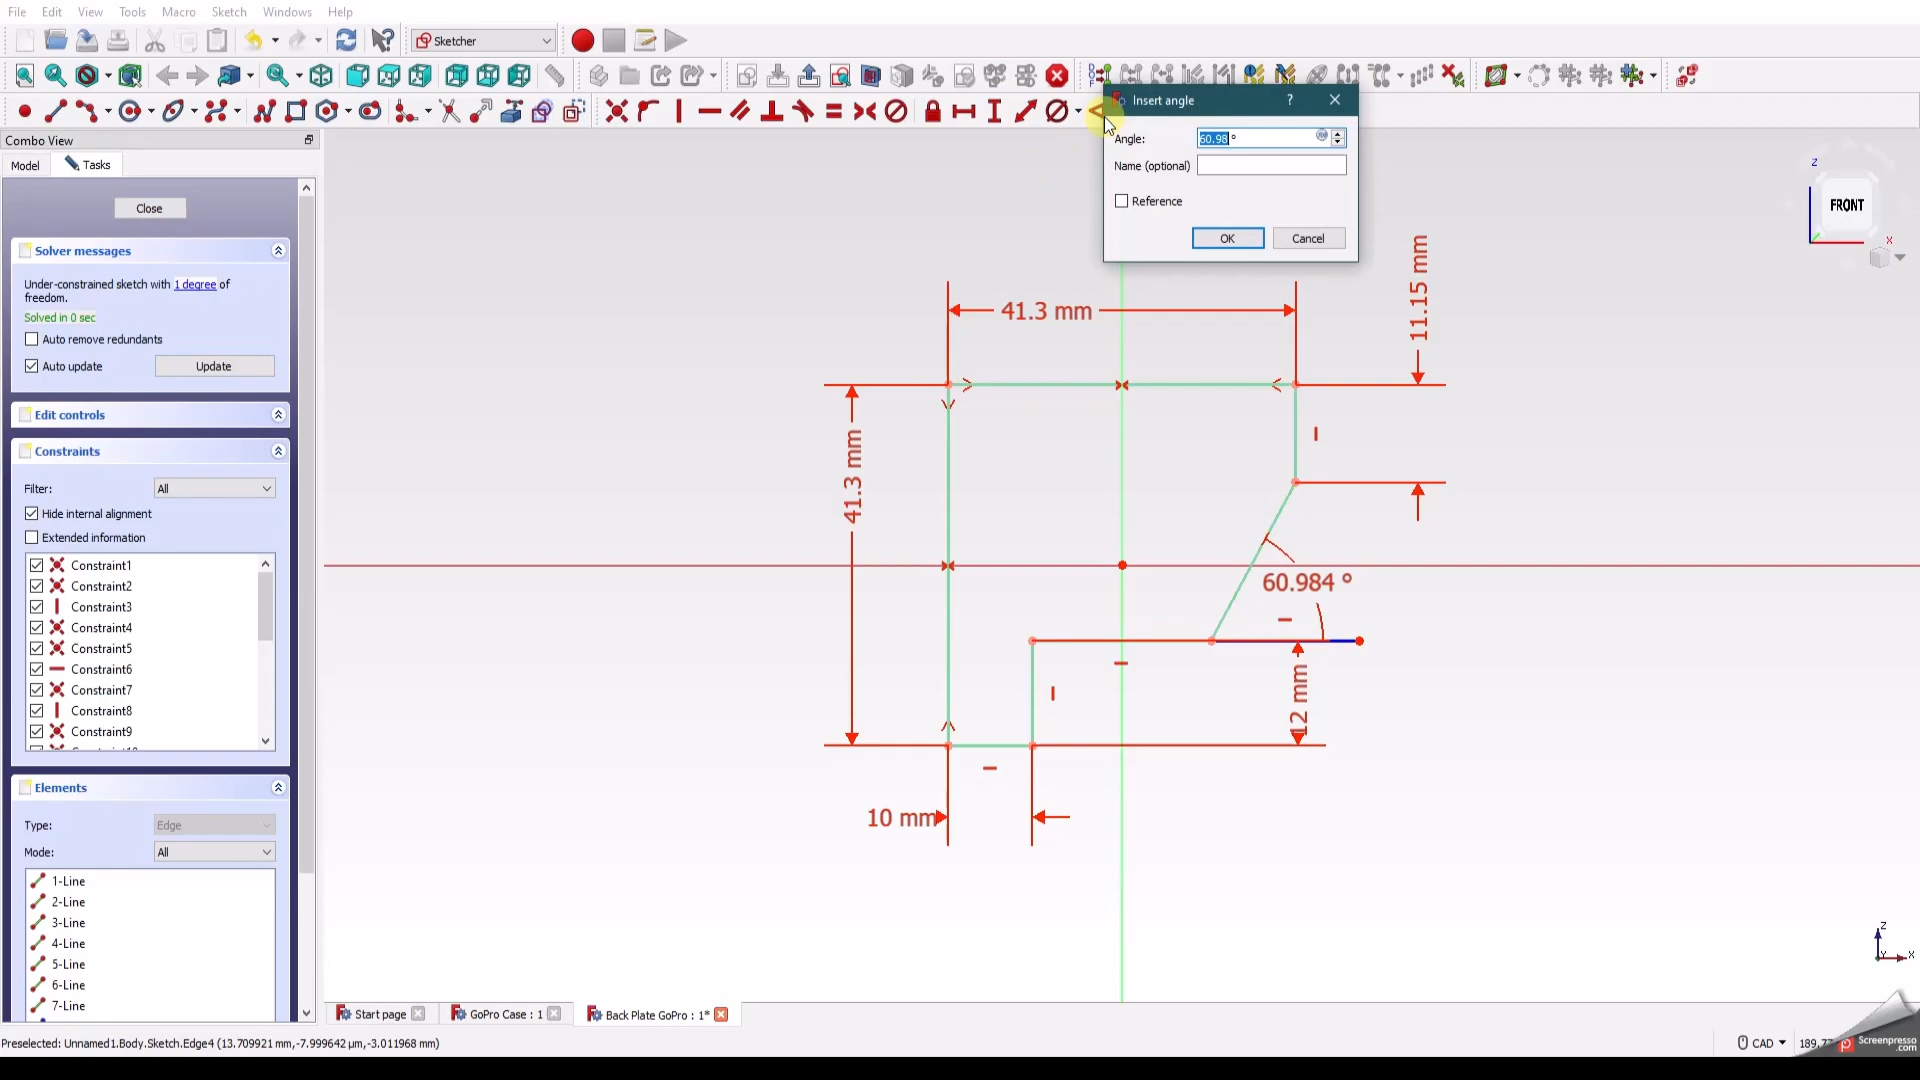 File Edit View Tools Macro Sketch Windows Help
Sketcher
Combo View
Model Tasks
Close
Solver messages
Under-constrained sketch with 1 degree of
freedom.
Solved in 0 sec
Auto remove redundants
Auto update Update
Edit controls
Constraints
Filter: All
Hide internal alignment
Extended information
Constraint1
Constraint2
Constraint3
Constraint4
Constraint5
Constraint6
Constraint7
Constraint8
Constraint9
Elements
Type: Edge
Mode: All
1-Line
2-Line
3-Line
4-Line
5-Line
6-Line
7-Line
Insert angle ? ×
Angle: 60.98 °
Name (optional)
Reference
OK Cancel
FRONT
Z
X
41.3 mm
11.15 mm
41.3 mm
60.984 °
12 mm
10 mm
Z
Y X
Start page GoPro Case : 1 Back Plate GoPro : 1*
Preselected: Unnamed1.Body.Sketch.Edge4 (13.709921 mm,-7.999642 µm,-3.011968 mm)
CAD
Screenpresso
.com